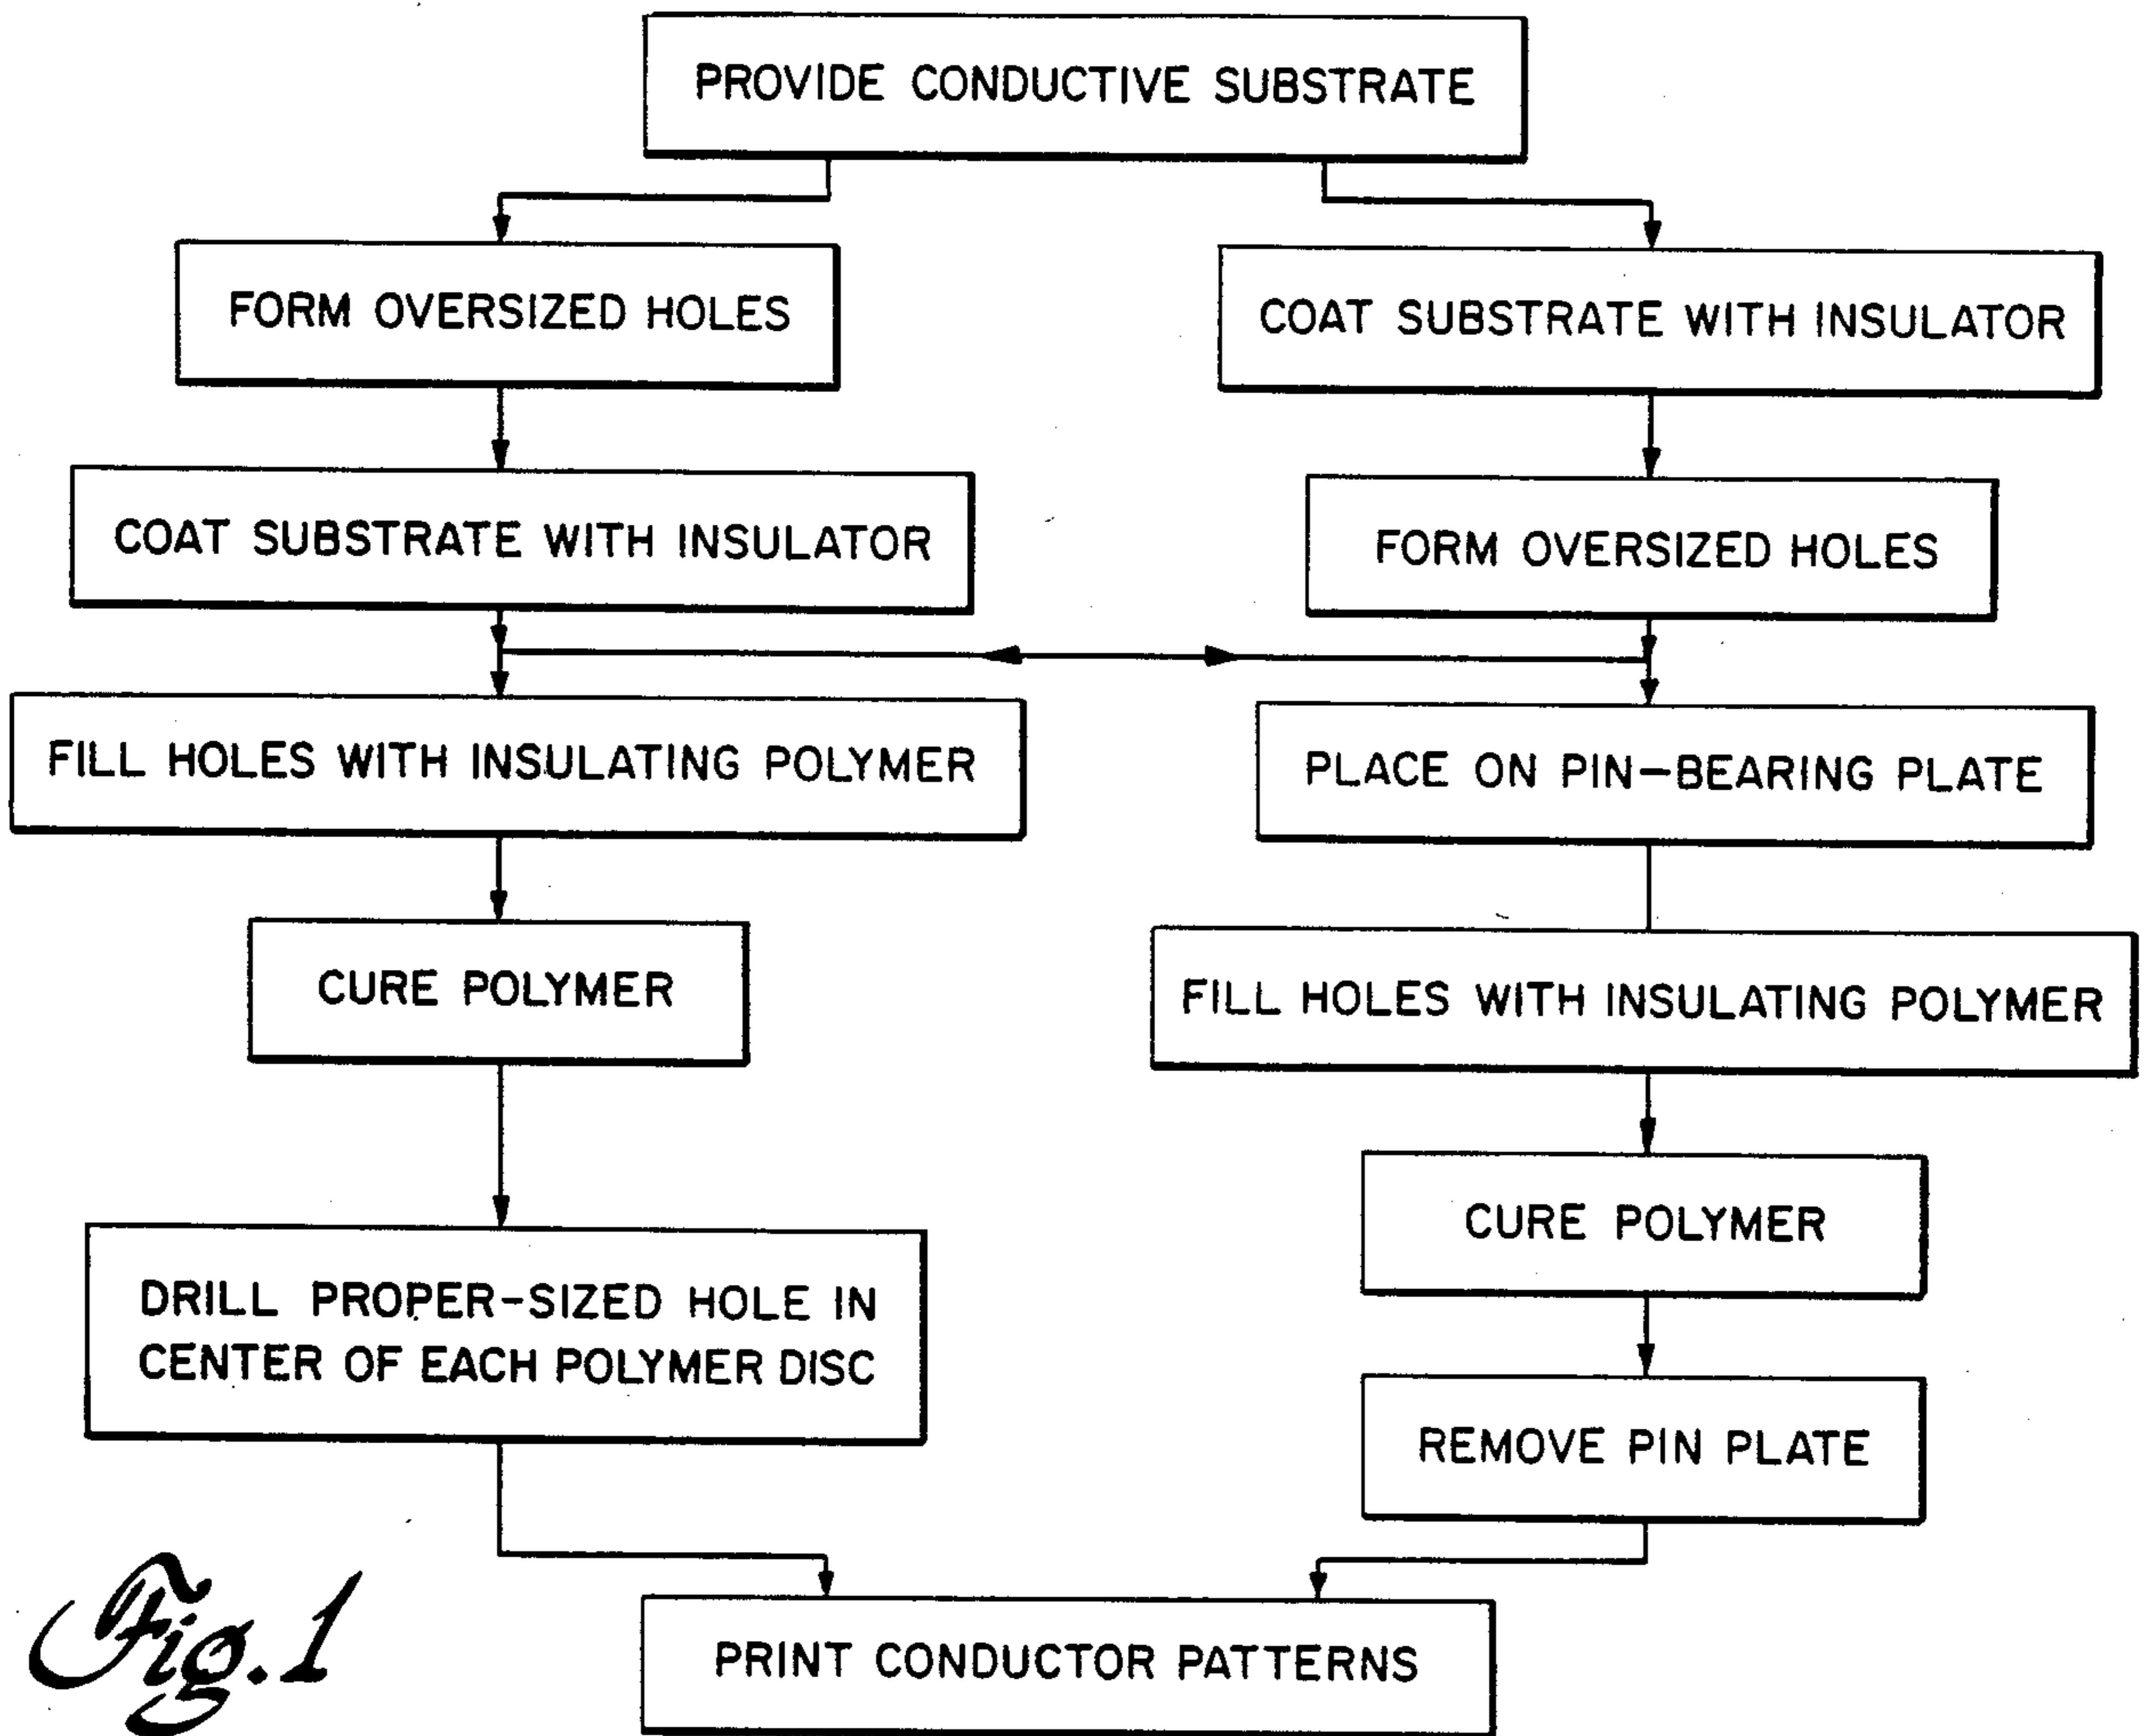 PROVIDE CONDUCTIVE SUBSTRATE
FORM OVERSIZED HOLES
COAT SUBSTRATE WITH INSULATOR
COAT SUBSTRATE WITH INSULATOR
FORM OVERSIZED HOLES
FILL HOLES WITH INSULATING POLYMER
PLACE ON PIN-BEARING PLATE
CURE POLYMER
FILL HOLES WITH INSULATING POLYMER
CURE POLYMER
DRILL PROPER-SIZED HOLE IN
CENTER OF EACH POLYMER DISC
REMOVE PIN PLATE
PRINT CONDUCTOR PATTERNS
Fig. 1